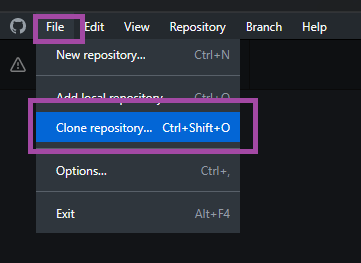 File Edit View Repository Branch Help
New repository... Ctrl+N
Add local repository... Ctrl+O
Clone repository... Ctrl+Shift+O
Options... Ctrl+,
Exit Alt+F4